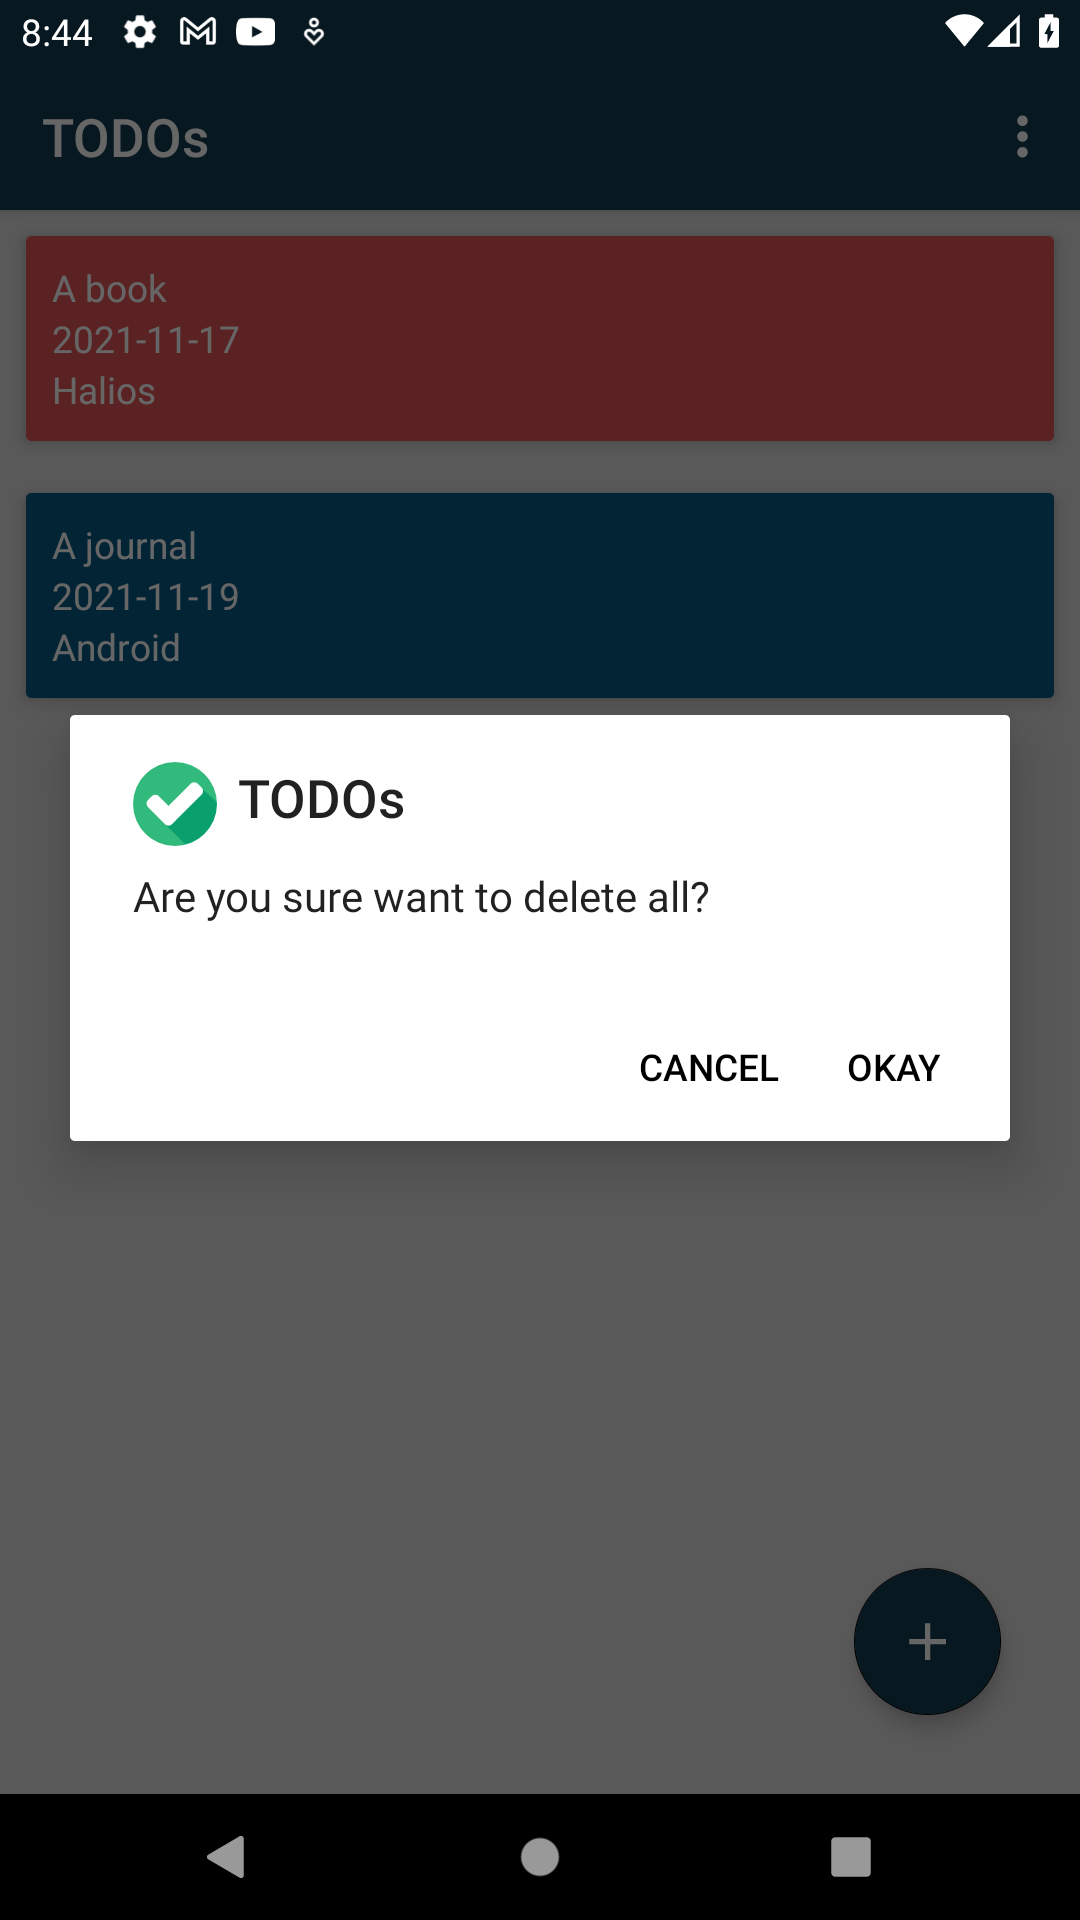 8:44
TODOs
A book
2021-11-17
Halios
A journal
2021-11-19
Android
TODOs
Are you sure want to delete all?
CANCEL OKAY